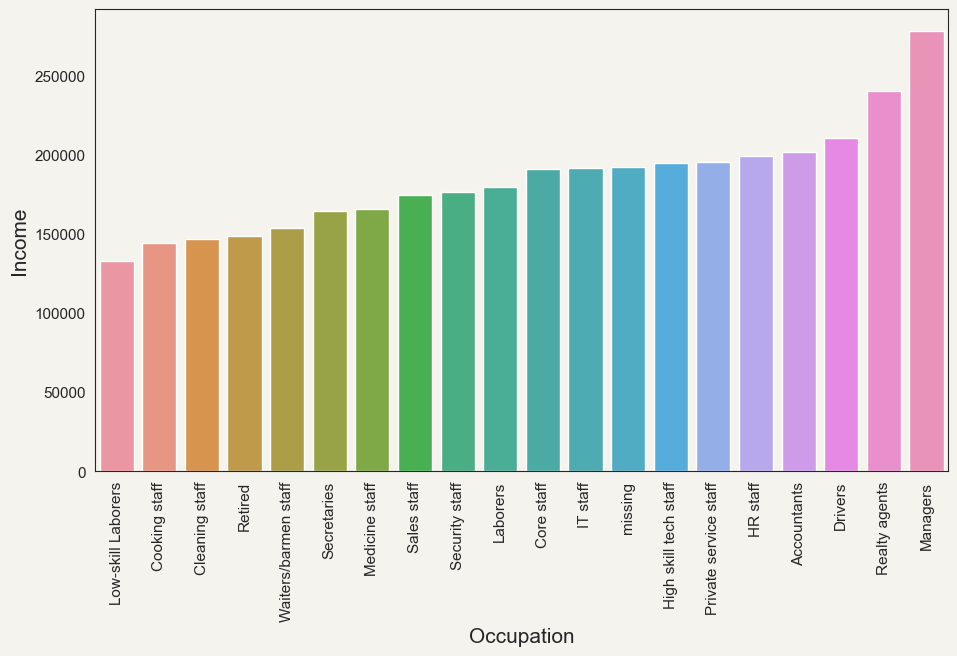 Income
250000
200000
150000
100000
50000
0
Low-skill Laborers
Cooking staff
Cleaning staff
Retired
Waiters/barmen staff
Secretaries
Medicine staff
Sales staff
Security staff
Laborers
Core staff
IT staff
missing
High skill tech staff
Private service staff
HR staff
Accountants
Drivers
Realty agents
Managers
Occupation